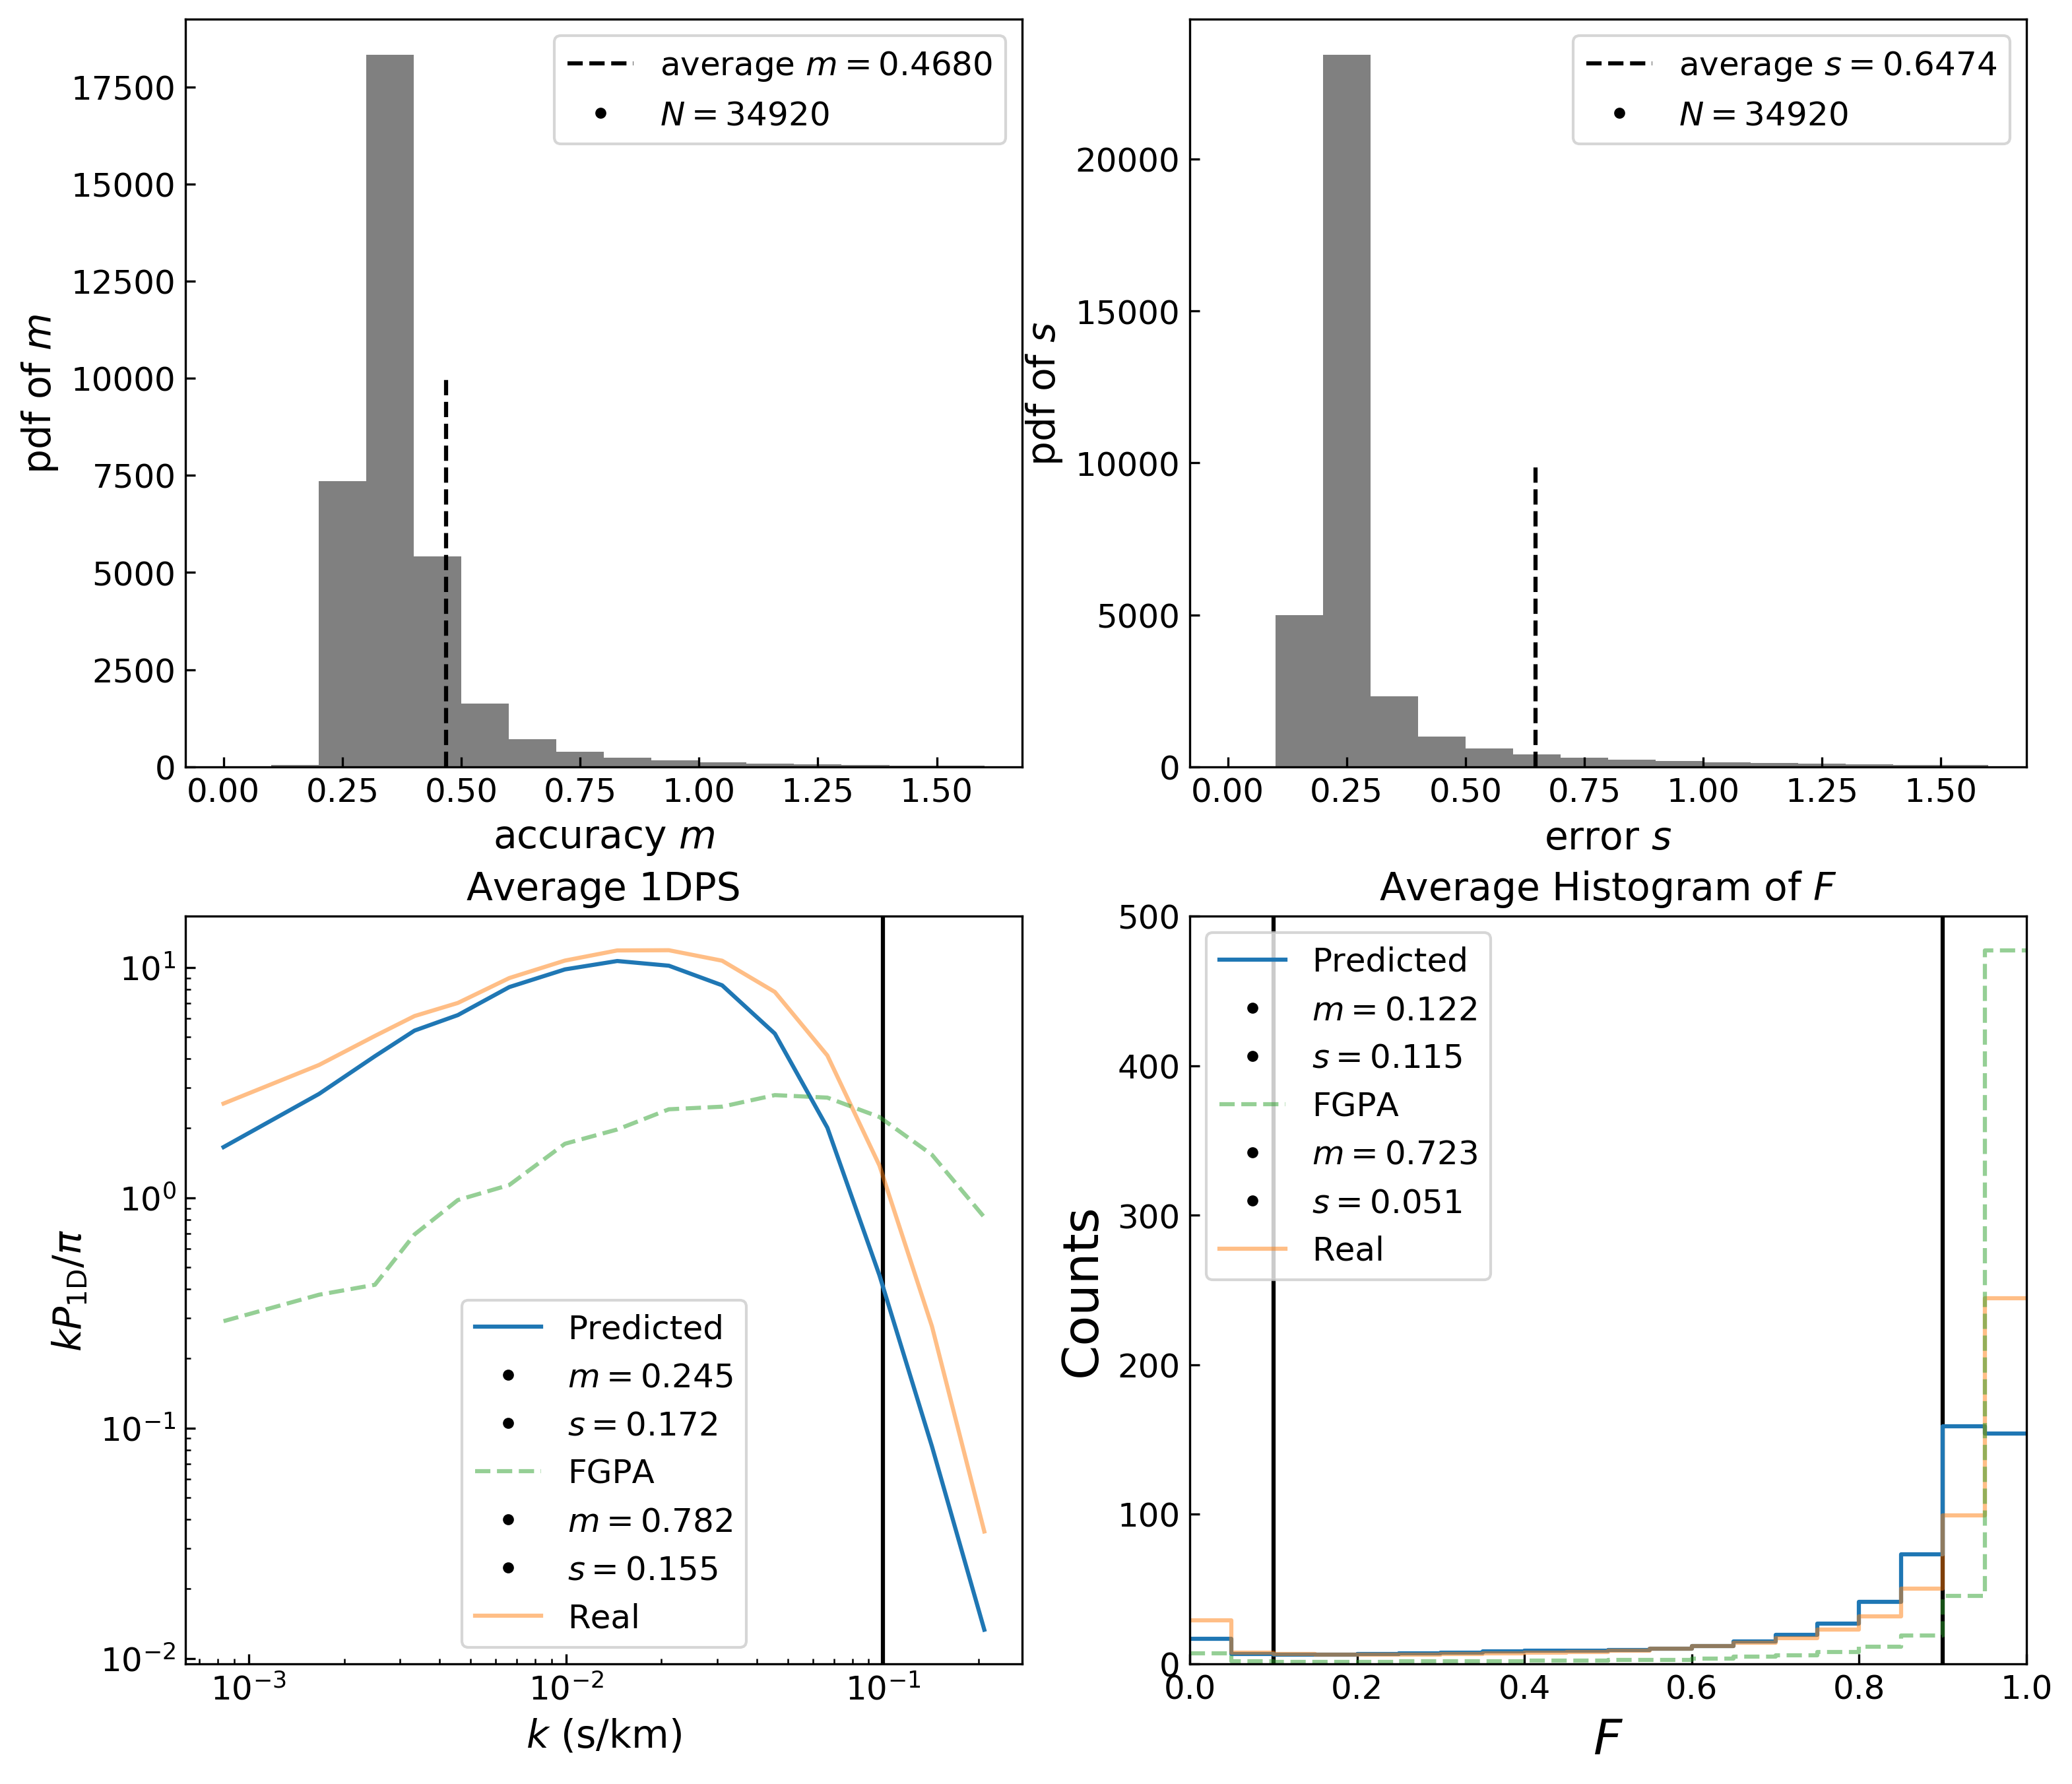 average m = 0.4680
N = 34920
17500
15000
12500
10000
7500
5000
2500
0
pdf of m
0.00 0.25 0.50 0.75 1.00 1.25 1.50
accuracy m
average s = 0.6474
N = 34920
20000
15000
10000
5000
0
pdf of s
0.00 0.25 0.50 0.75 1.00 1.25 1.50
error s
Average 1DPS
10¹
10⁰
10⁻¹
10⁻²
kP₁D/π
Predicted
m = 0.245
s = 0.172
FGPA
m = 0.782
s = 0.155
Real
10⁻³ 10⁻² 10⁻¹
k (s/km)
Average Histogram of F
500
400
300
200
100
0
Counts
Predicted
m = 0.122
s = 0.115
FGPA
m = 0.723
s = 0.051
Real
0.0 0.2 0.4 0.6 0.8 1.0
F